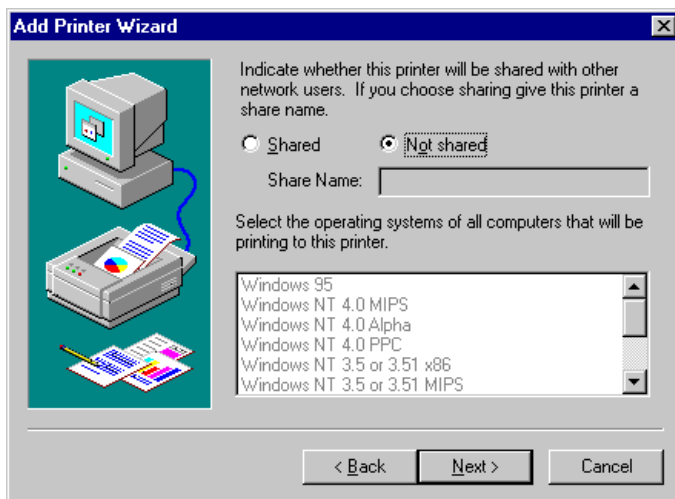 Add Printer Wizard
Indicate whether this printer will be shared with other
network users. If you choose sharing give this printer a
share name.
Shared
Not shared
Share Name:
Select the operating systems of all computers that will be
printing to this printer.
Windows 95
Windows NT 4.0 MIPS
Windows NT 4.0 Alpha
Windows NT 4.0 PPC
Windows NT 3.5 or 3.51 x86
Windows NT 3.5 or 3.51 MIPS
< Back
Next >
Cancel